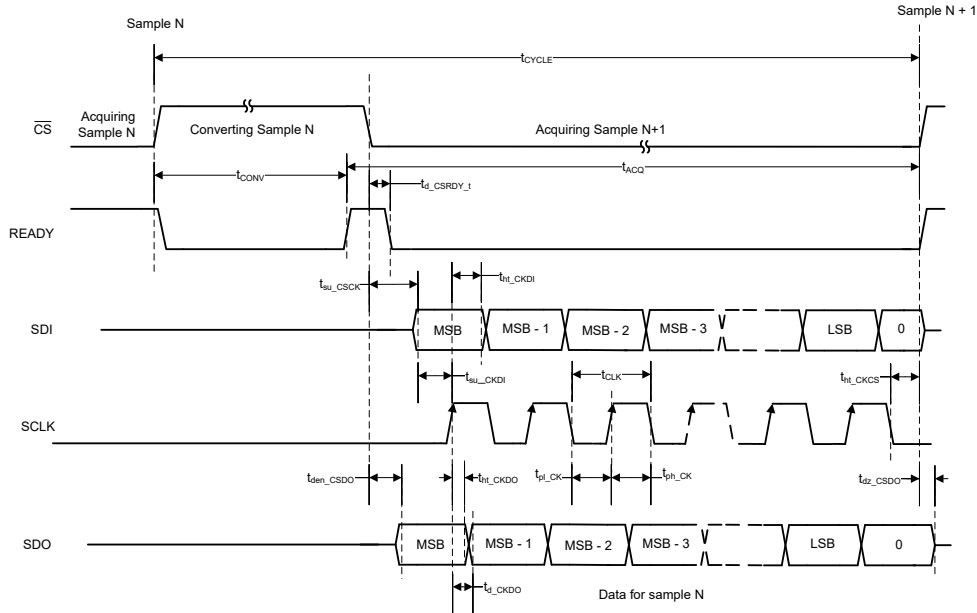 Sample N
Sample N + 1
tCYCLE
CS
Acquiring
Sample N
Converting Sample N
Acquiring Sample N+1
tCONV
tACQ
td_CSRDY_t
READY
tsu_CSCK
tht_CKDI
SDI
MSB
MSB - 1
MSB - 2
MSB - 3
LSB
0
tsu_CKDI
tCLK
tht_CKCS
SCLK
tden_CSDO
tht_CKDO
tpl_CK
tph_CK
tdz_CSDO
SDO
MSB
MSB - 1
MSB - 2
MSB - 3
LSB
0
td_CKDO
Data for sample N